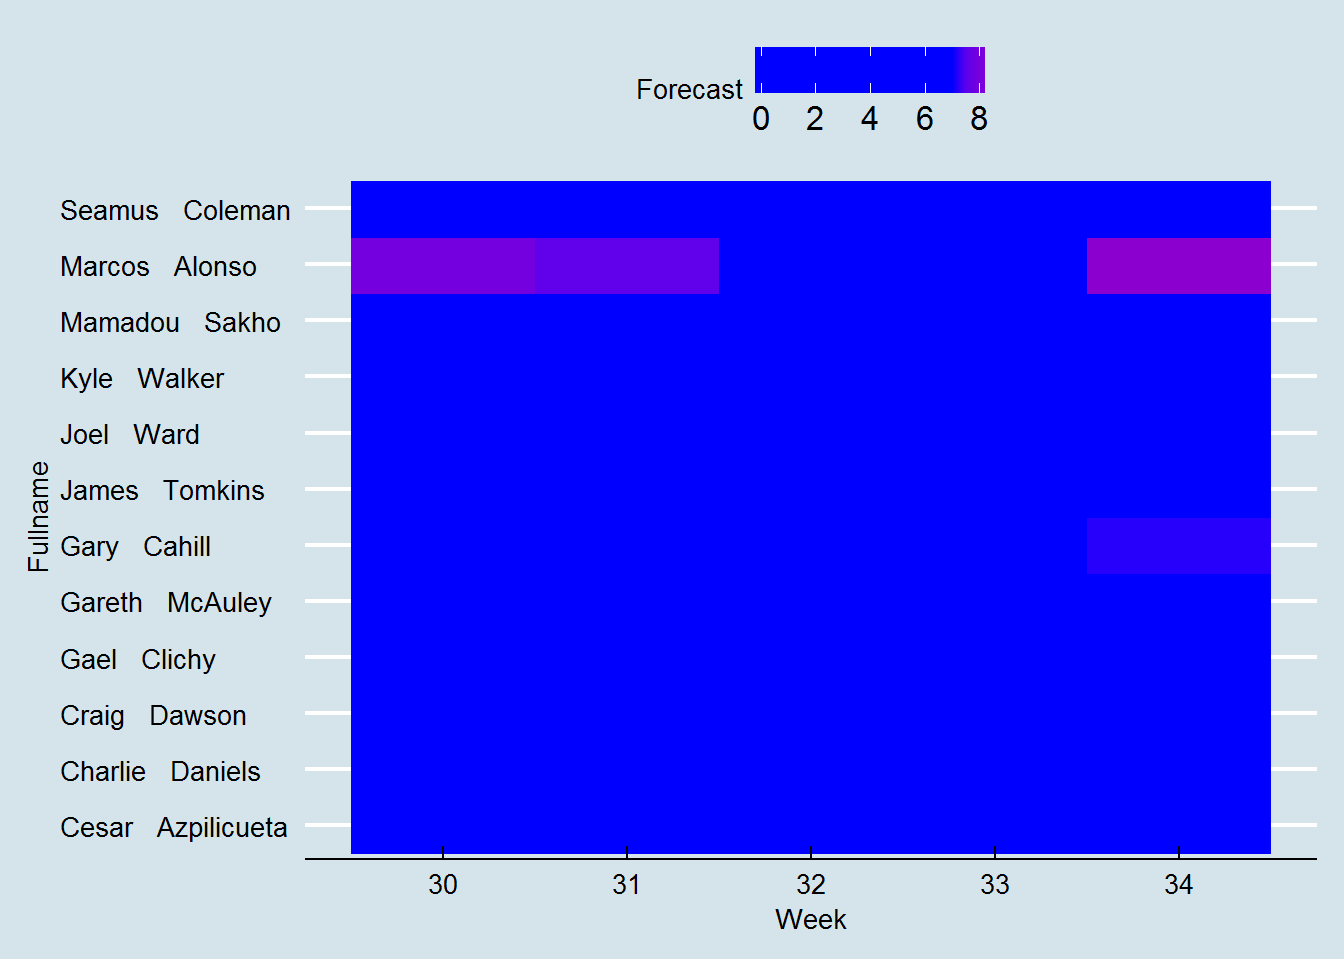 Forecast
0 2 4 6 8
Seamus Coleman
Marcos Alonso
Mamadou Sakho
Kyle Walker
Joel Ward
James Tomkins
Gary Cahill
Gareth McAuley
Gael Clichy
Craig Dawson
Charlie Daniels
Cesar Azpilicueta
Fullname
30 31 32 33 34
Week